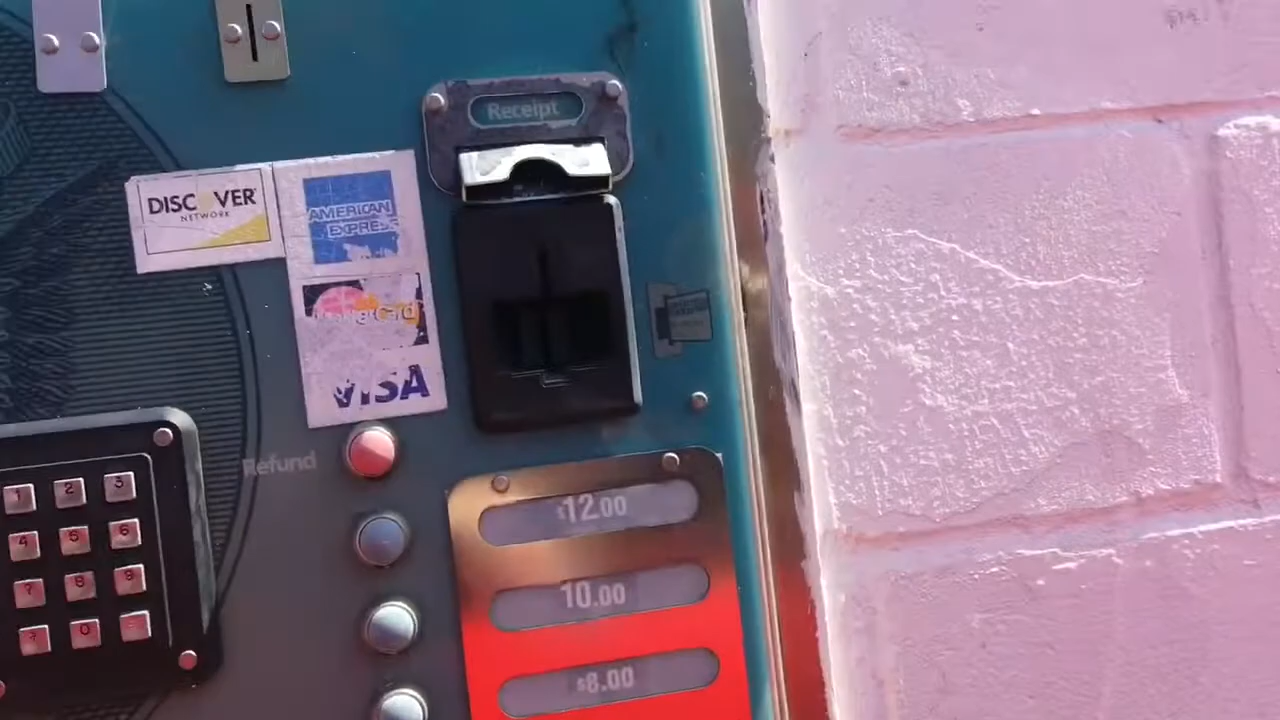 Receipt
DISCOVER
NETWORK
AMERICAN
EXPRESS
MasterCard
VISA
Refund
1 2 3
4 5 6
7 8 9
* 0
$12.00
10.00
$8.00